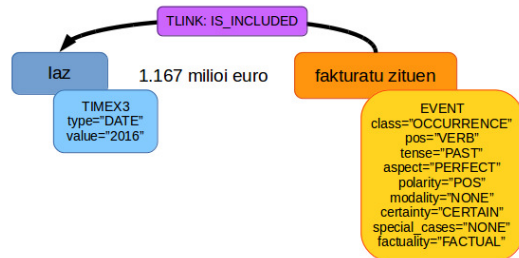 TLINK: IS_INCLUDED
Iaz 1.167 milioi euro fakturatu zituen
TIMEX3
type="DATE"
value="2016"
EVENT
class="OCCURRENCE"
pos="VERB"
tense="PAST"
aspect="PERFECT"
polarity="POS"
modality="NONE"
certainty="CERTAIN"
special_cases="NONE"
factuality="FACTUAL"